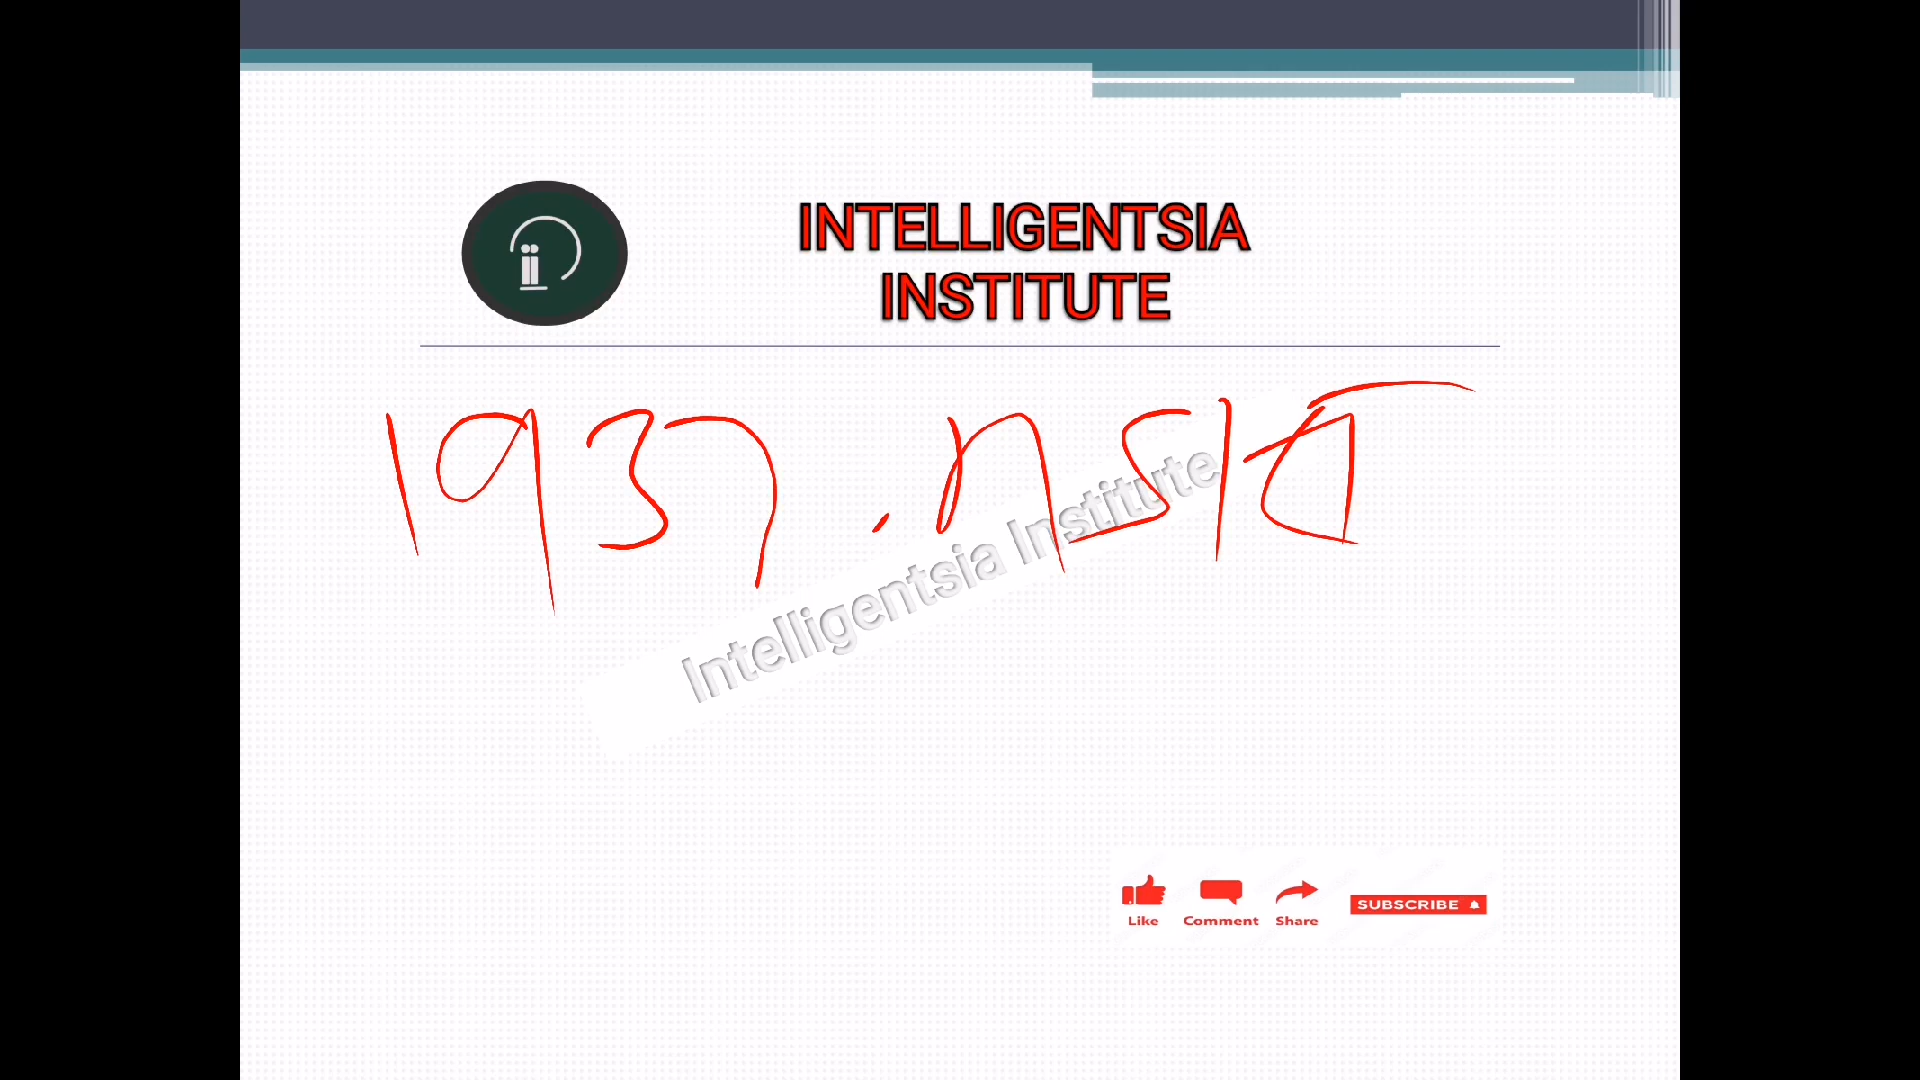 INTELLIGENTSIA
INSTITUTE
1937.
Intelligentsia Institute
Like Comment Share SUBSCRIBE